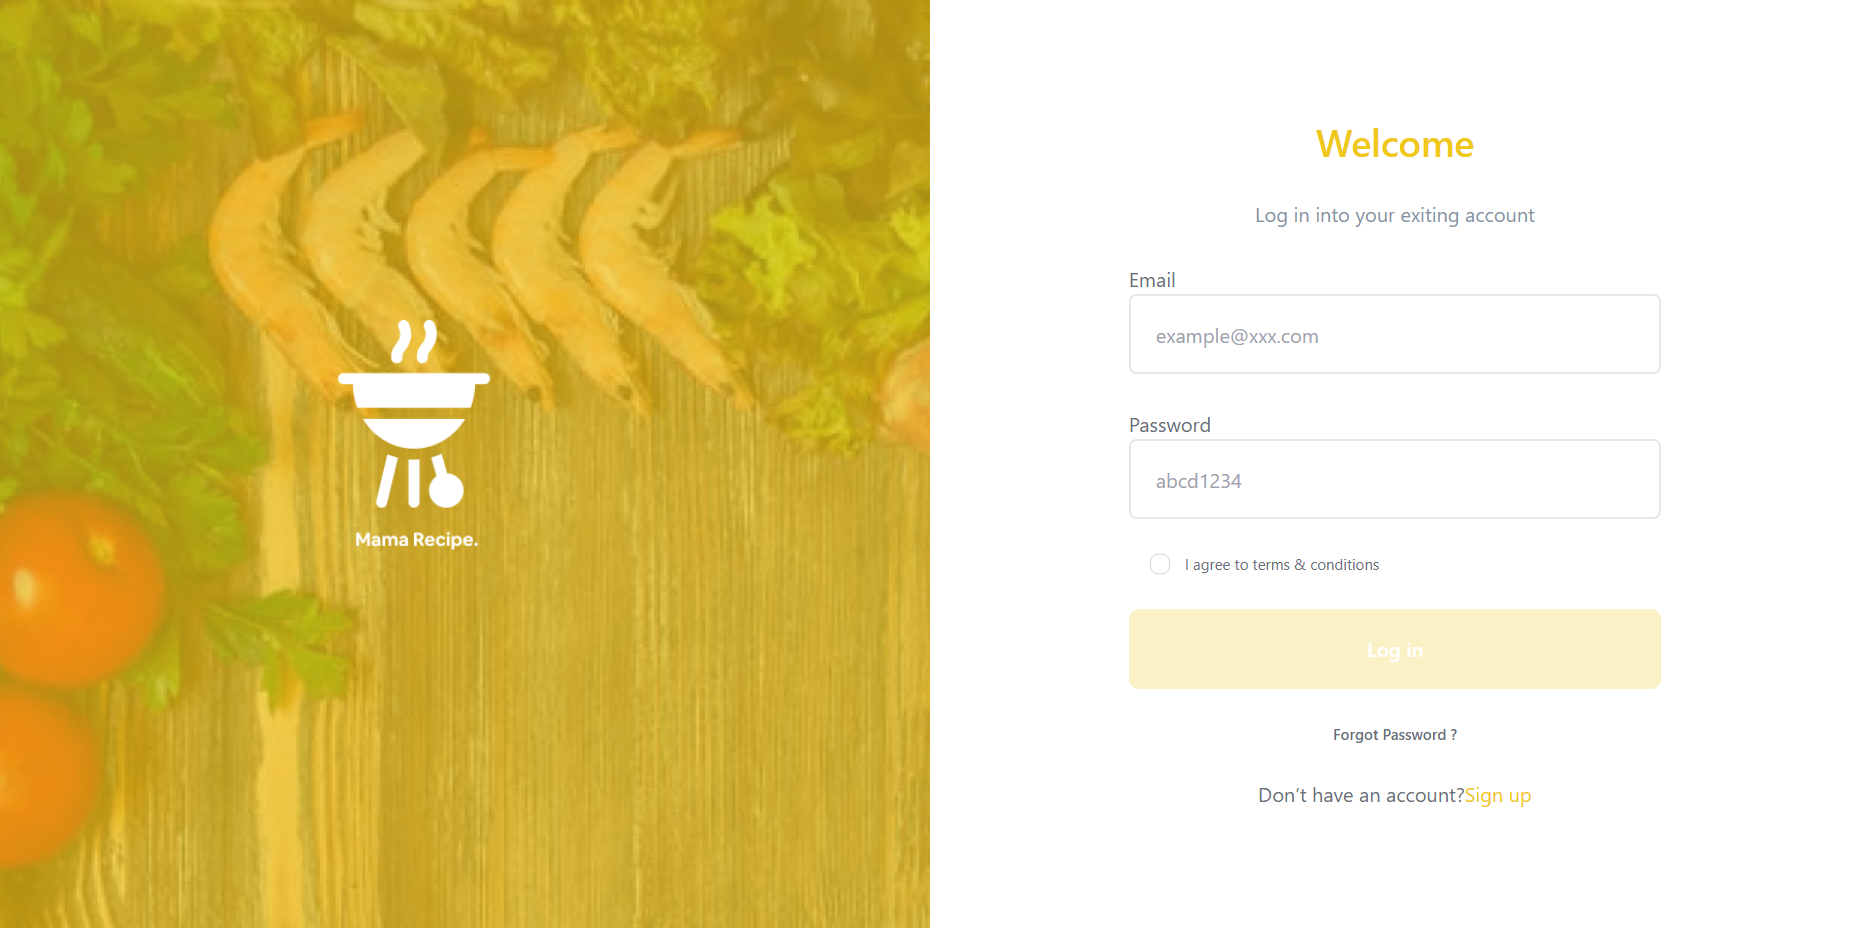 Mama Recipe.
Welcome
Log in into your exiting account
Email
example@xxx.com
Password
abcd1234
I agree to terms & conditions
Log in
Forgot Password ?
Don’t have an account?Sign up